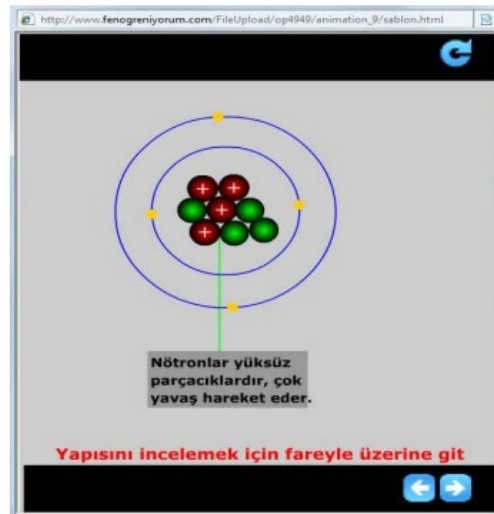 http://www.fenogreniyorum.com/FileUpload/op4949/animation_9/sablon.html
+ +
+
+
Nötronlar yüksüz
parçacıklardır, çok
yavaş hareket eder.
Yapısını incelemek için fareyle üzerine git